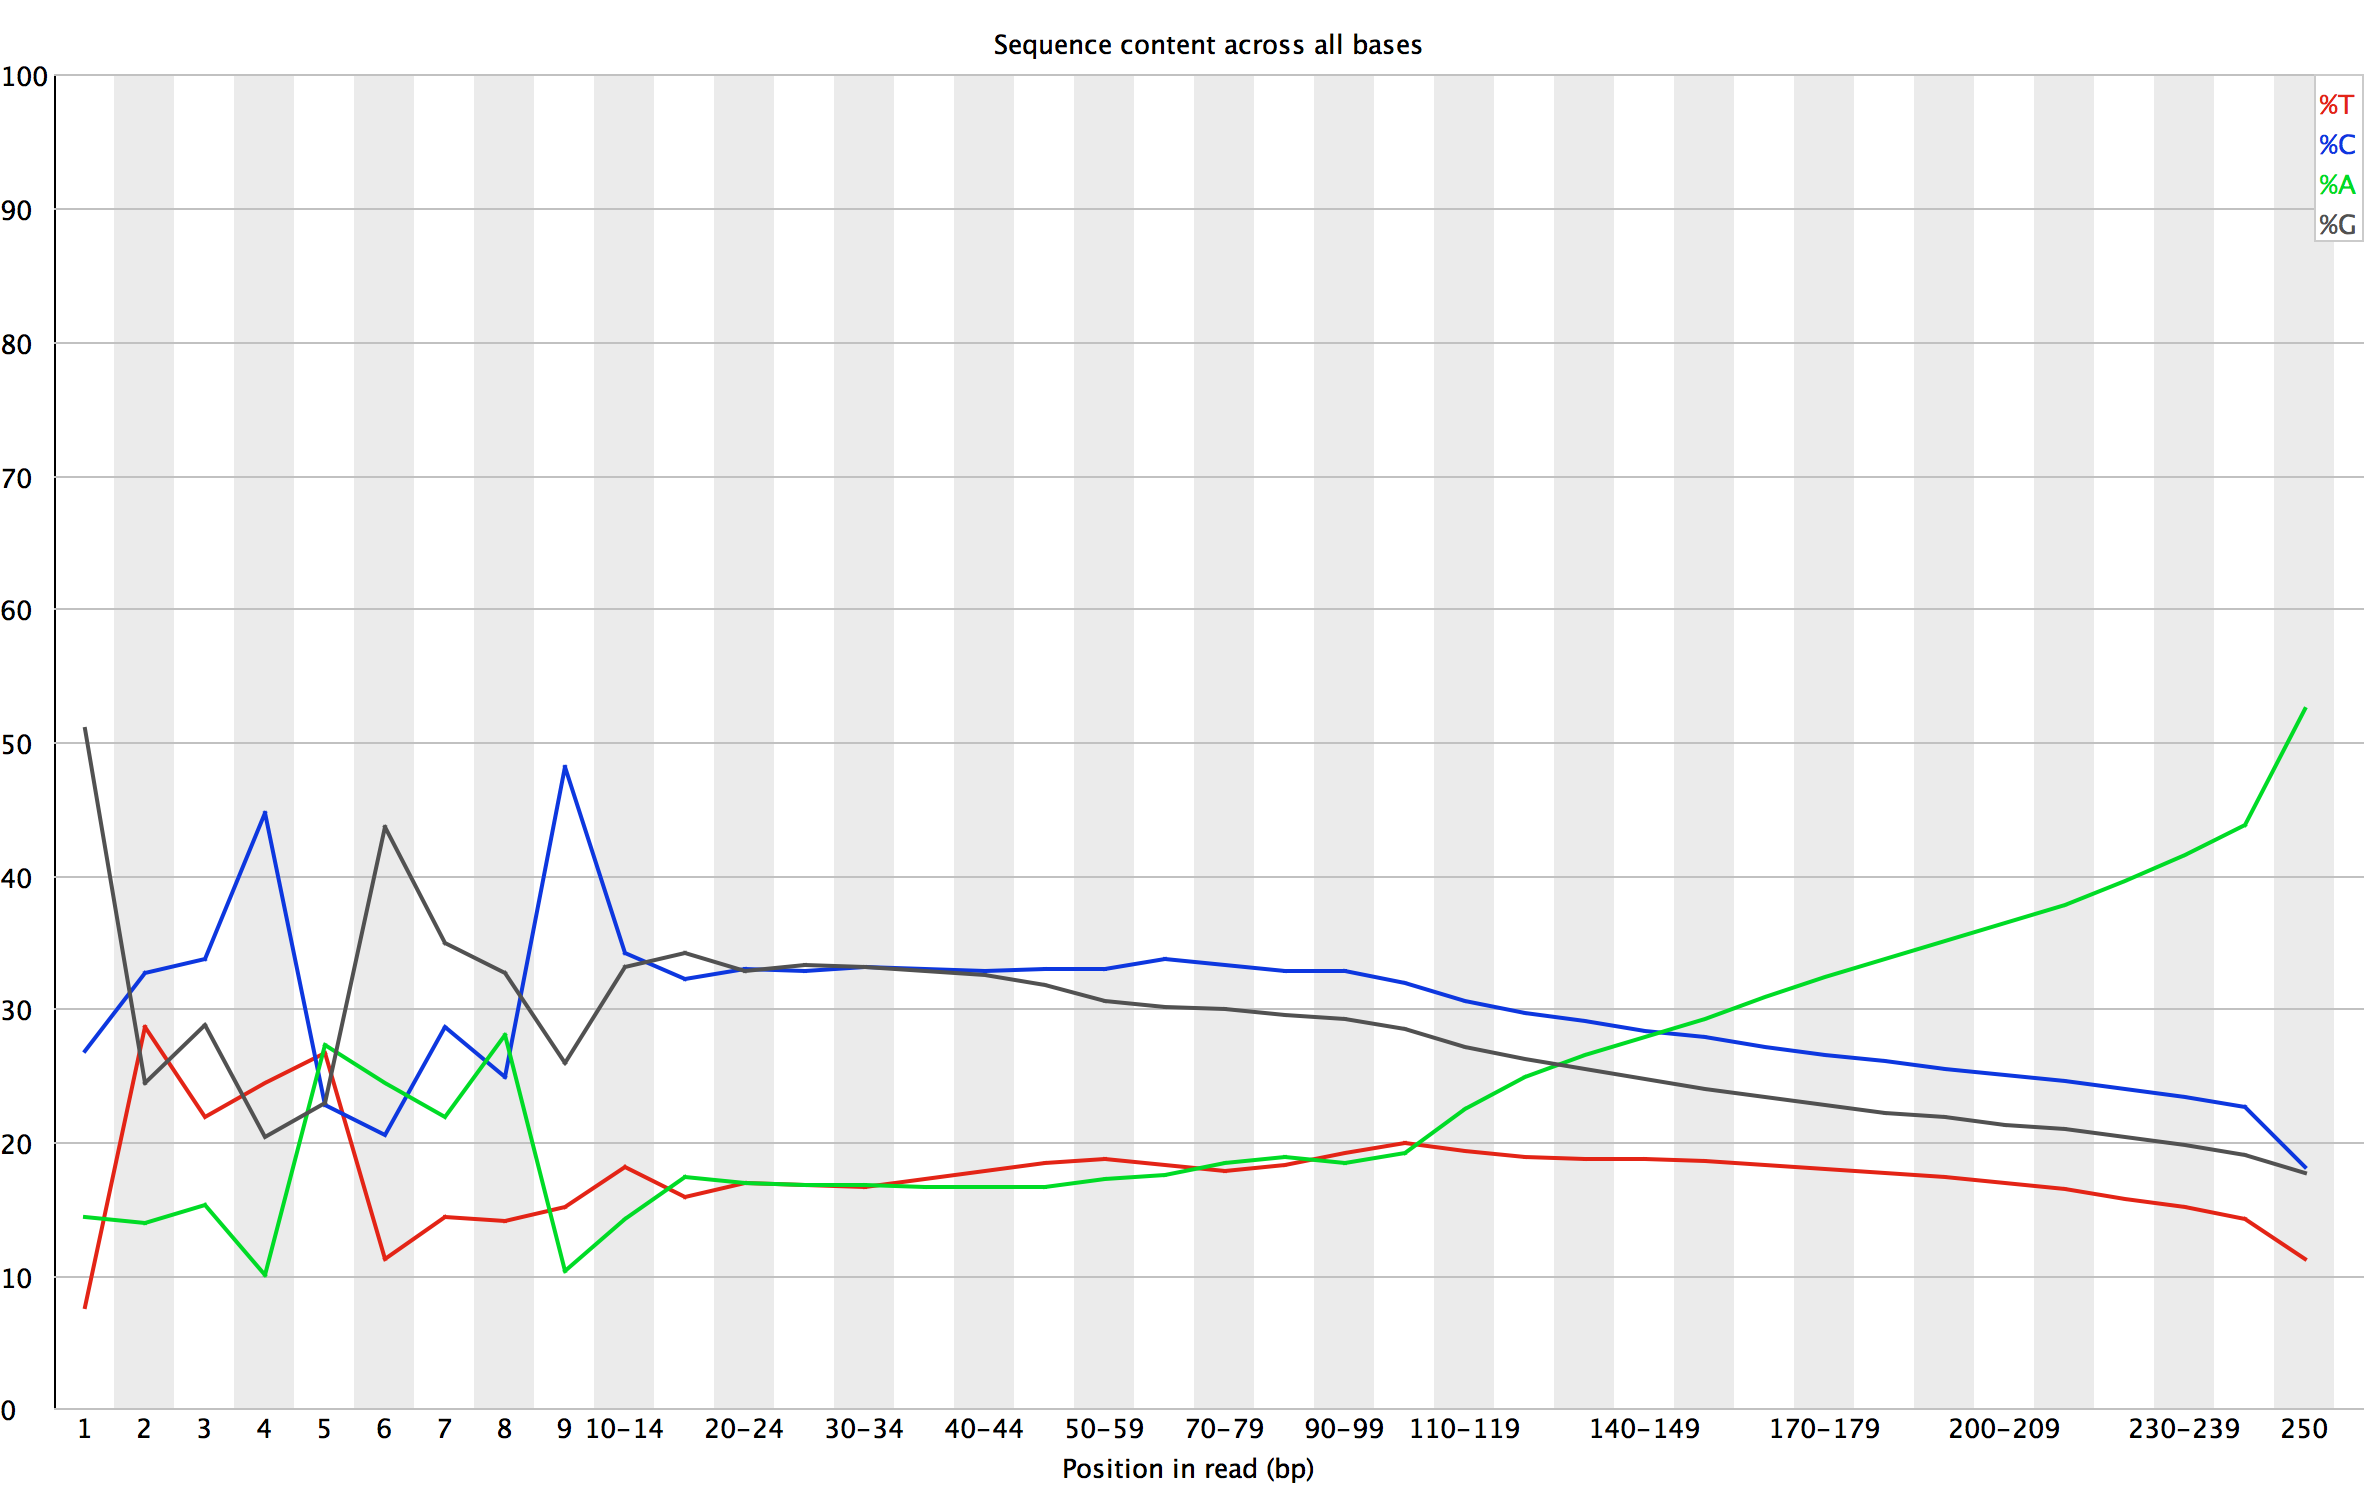 Sequence content across all bases
100
90
80
70
60
50
40
30
20
10
0
%T
%C
%A
%G
1 2 3 4 5 6 7 8 9 10-14 20-24 30-34 40-44 50-59 70-79 90-99 110-119 140-149 170-179 200-209 230-239 250
Position in read (bp)